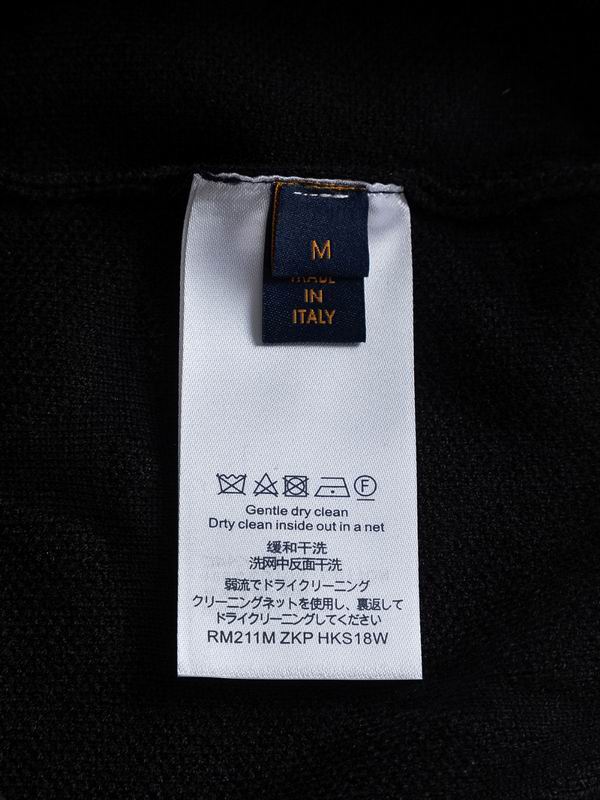 M
MADE
IN
ITALY
F
Gentle dry clean
Drty clean inside out in a net
缓和干洗
洗网中反面干洗
弱流でドライクリーニング
クリーニングネットを使用し、裏返して
ドライクリーニングしてください
RM211M ZKP HKS18W